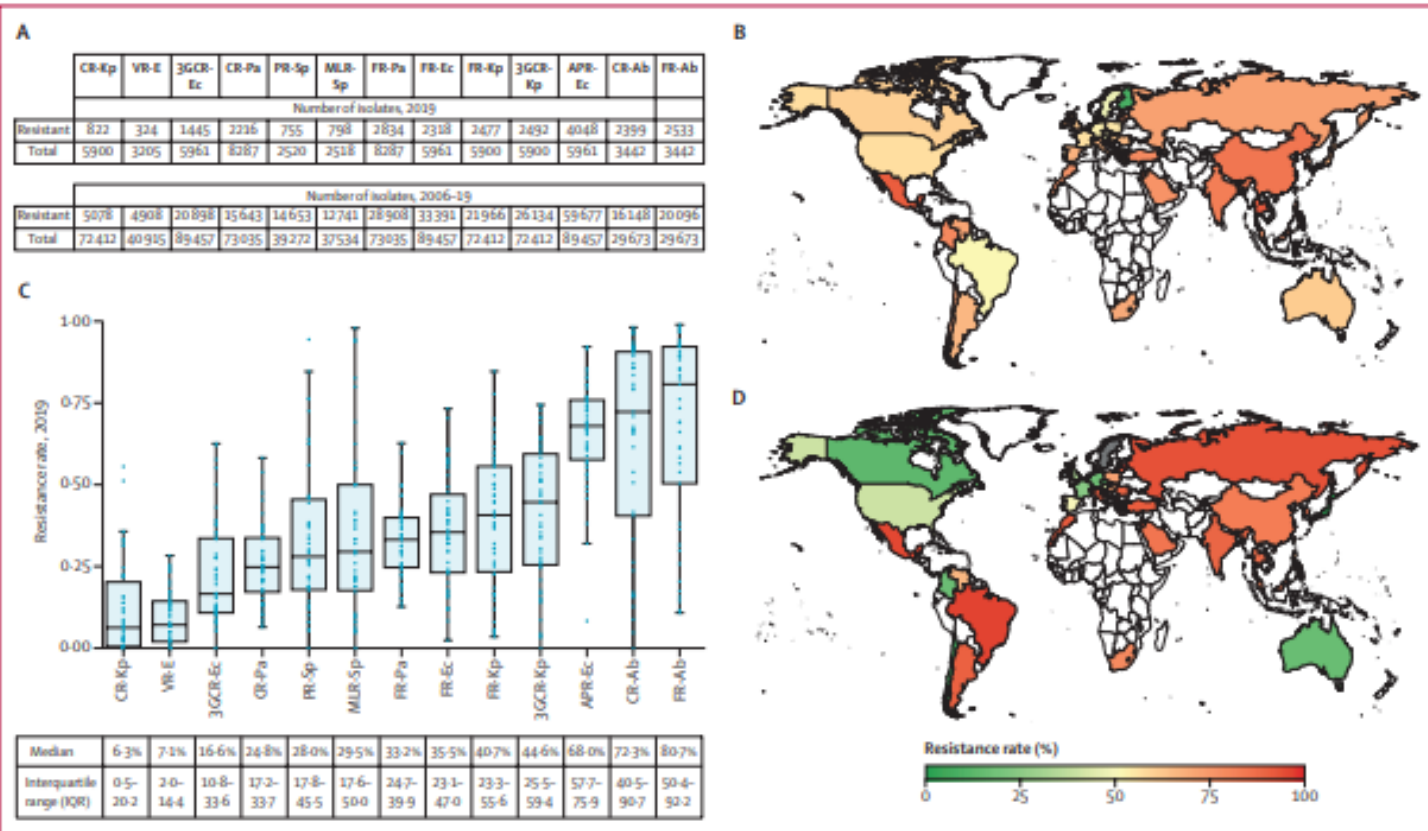 A
CR-Kp VR-E 3GCR-Ec CR-Pa PR-Sp MLR-Sp FR-Pa FR-Ec FR-Kp 3GCR-Kp APR-Ec CR-Ab FR-Ab
Number of isolates, 2019
Resistant 822 324 1445 2216 755 798 2834 2318 2477 2492 4048 2399 2533
Total 5900 3205 5961 8287 2520 2518 8287 5961 5900 5900 5961 3442 3442
Number of isolates, 2006-19
Resistant 5078 4908 20898 15643 14653 12741 28908 33391 21966 26134 59677 16148 20096
Total 72412 40915 89457 73035 39272 37534 73035 89457 72412 72412 89457 29673 29673
B
C
Resistance rate, 2019
1·00
0·75
0·50
0·25
0·00
CR-Kp VR-E 3GCR-Ec CR-Pa PR-Sp MLR-Sp FR-Pa FR-Ec FR-Kp 3GCR-Kp APR-Ec CR-Ab FR-Ab
Median 6·3% 7·1% 16·6% 24·8% 28·0% 29·5% 33·2% 35·5% 40·7% 44·6% 68·0% 72·3% 80·7%
Interquartile 0·5– 2·0– 10·8– 17·2– 17·8– 17·6– 24·7– 23·1– 23·3– 25·5– 57·7– 40·5– 50·4–
range (IQR) 20·2 14·4 33·6 33·7 45·5 50·0 39·9 47·0 55·6 59·4 75·9 90·7 92·2
D
Resistance rate (%)
0 25 50 75 100